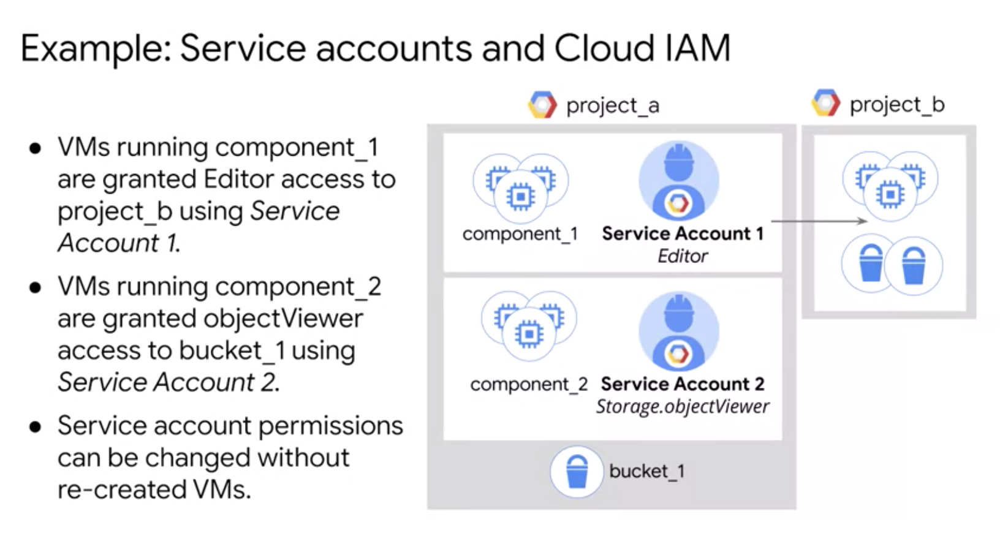 Example: Service accounts and Cloud IAM
● VMs running component_1
are granted Editor access to
project_b using Service
Account 1.
● VMs running component_2
are granted objectViewer
access to bucket_1 using
Service Account 2.
● Service account permissions
can be changed without
re-created VMs.
project_a
component_1
Service Account 1
Editor
component_2
Service Account 2
Storage.objectViewer
bucket_1
project_b